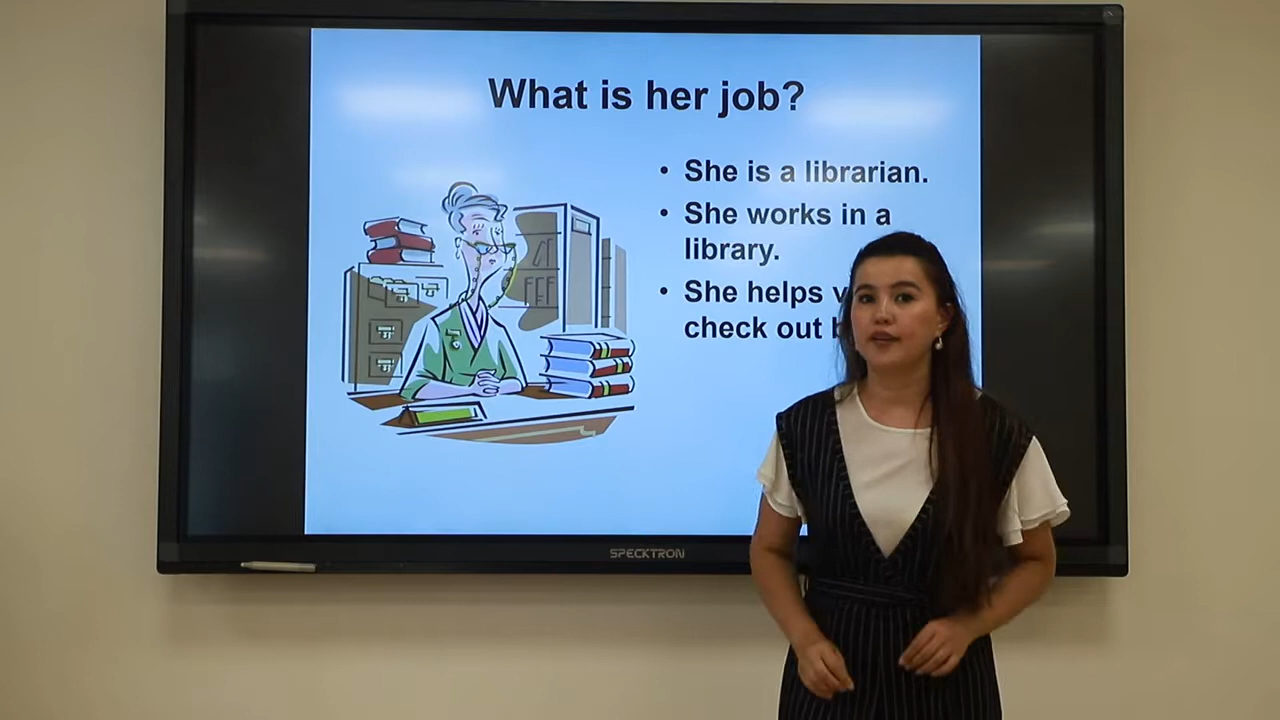 What is her job?
• She is a librarian.
• She works in a
library.
• She helps
check out
SPECKTRON